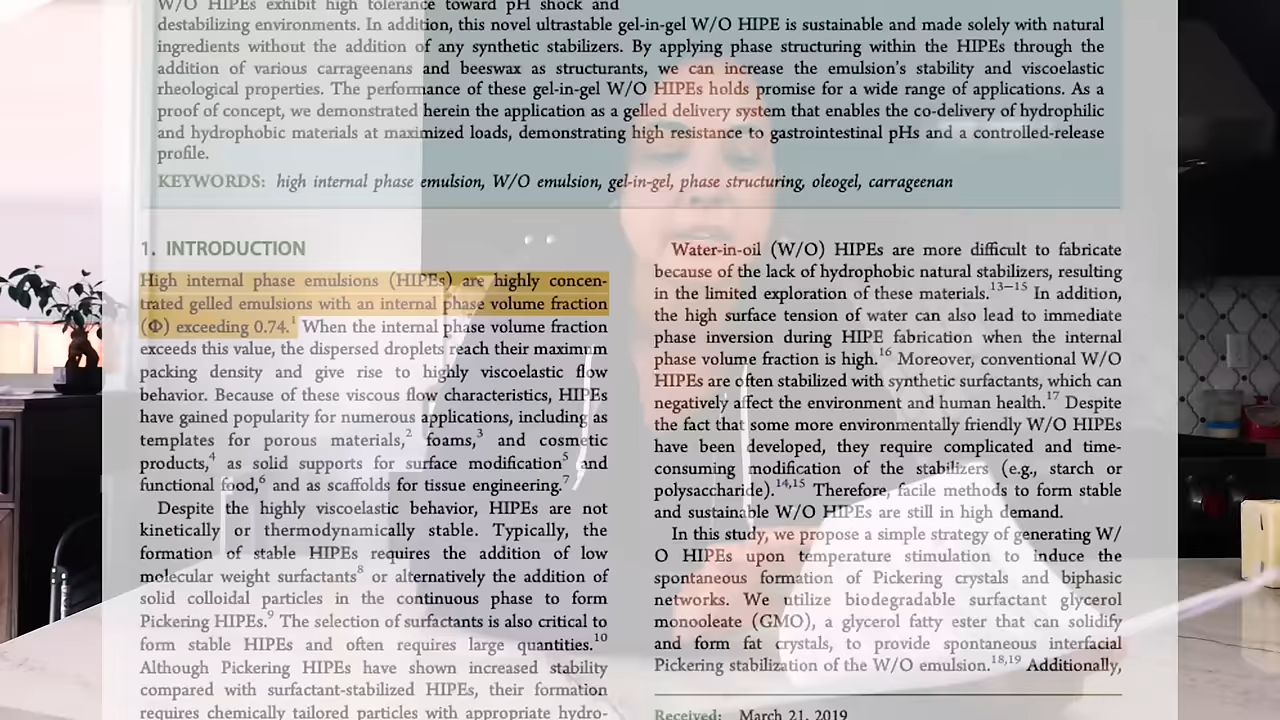 W/O HIPEs exhibit high tolerance toward pH shock and
destabilizing environments. In addition, this novel ultrastable gel-in-gel W/O HIPE is sustainable and made solely with natural
ingredients without the addition of any synthetic stabilizers. By applying phase structuring within the HIPEs through the
addition of various carrageenans and beeswax as structurants, we can increase the emulsion's stability and viscoelastic
rheological properties. The performance of these gel-in-gel W/O HIPEs holds promise for a wide range of applications. As a
proof of concept, we demonstrated herein the application as a gelled delivery system that enables the co-delivery of hydrophilic
and hydrophobic materials at maximized loads, demonstrating high resistance to gastrointestinal pHs and a controlled-release
profile.
KEYWORDS: high internal phase emulsion, W/O emulsion, gel-in-gel, phase structuring, oleogel, carrageenan
1. INTRODUCTION
High internal phase emulsions (HIPEs) are highly concen-
trated gelled emulsions with an internal phase volume fraction
(Φ) exceeding 0.74.1 When the internal phase volume fraction
exceeds this value, the dispersed droplets reach their maximum
packing density and give rise to highly viscoelastic flow
behavior. Because of these viscous flow characteristics, HIPEs
have gained popularity for numerous applications, including as
templates for porous materials,2 foams,3 and cosmetic
products,4 as solid supports for surface modification5 and
functional food,6 and as scaffolds for tissue engineering.7
Despite the highly viscoelastic behavior, HIPEs are not
kinetically or thermodynamically stable. Typically, the
formation of stable HIPEs requires the addition of low
molecular weight surfactants8 or alternatively the addition of
solid colloidal particles in the continuous phase to form
Pickering HIPEs.9 The selection of surfactants is also critical to
form stable HIPEs and often requires large quantities.10
Although Pickering HIPEs have shown increased stability
compared with surfactant-stabilized HIPEs, their formation
requires chemically tailored particles with appropriate hydro-
Water-in-oil (W/O) HIPEs are more difficult to fabricate
because of the lack of hydrophobic natural stabilizers, resulting
in the limited exploration of these materials.13−15 In addition,
the high surface tension of water can also lead to immediate
phase inversion during HIPE fabrication when the internal
phase volume fraction is high.16 Moreover, conventional W/O
HIPEs are often stabilized with synthetic surfactants, which can
negatively affect the environment and human health.17 Despite
the fact that some more environmentally friendly W/O HIPEs
have been developed, they require complicated and time-
consuming modification of the stabilizers (e.g., starch or
polysaccharide).14,15 Therefore, facile methods to form stable
and sustainable W/O HIPEs are still in high demand.
In this study, we propose a simple strategy of generating W/
O HIPEs upon temperature stimulation to induce the
spontaneous formation of Pickering crystals and biphasic
networks. We utilize biodegradable surfactant glycerol
monooleate (GMO), a glycerol fatty ester that can solidify
and form fat crystals, to provide spontaneous interfacial
Pickering stabilization of the W/O emulsion.18,19 Additionally,
Received: March 21, 2019